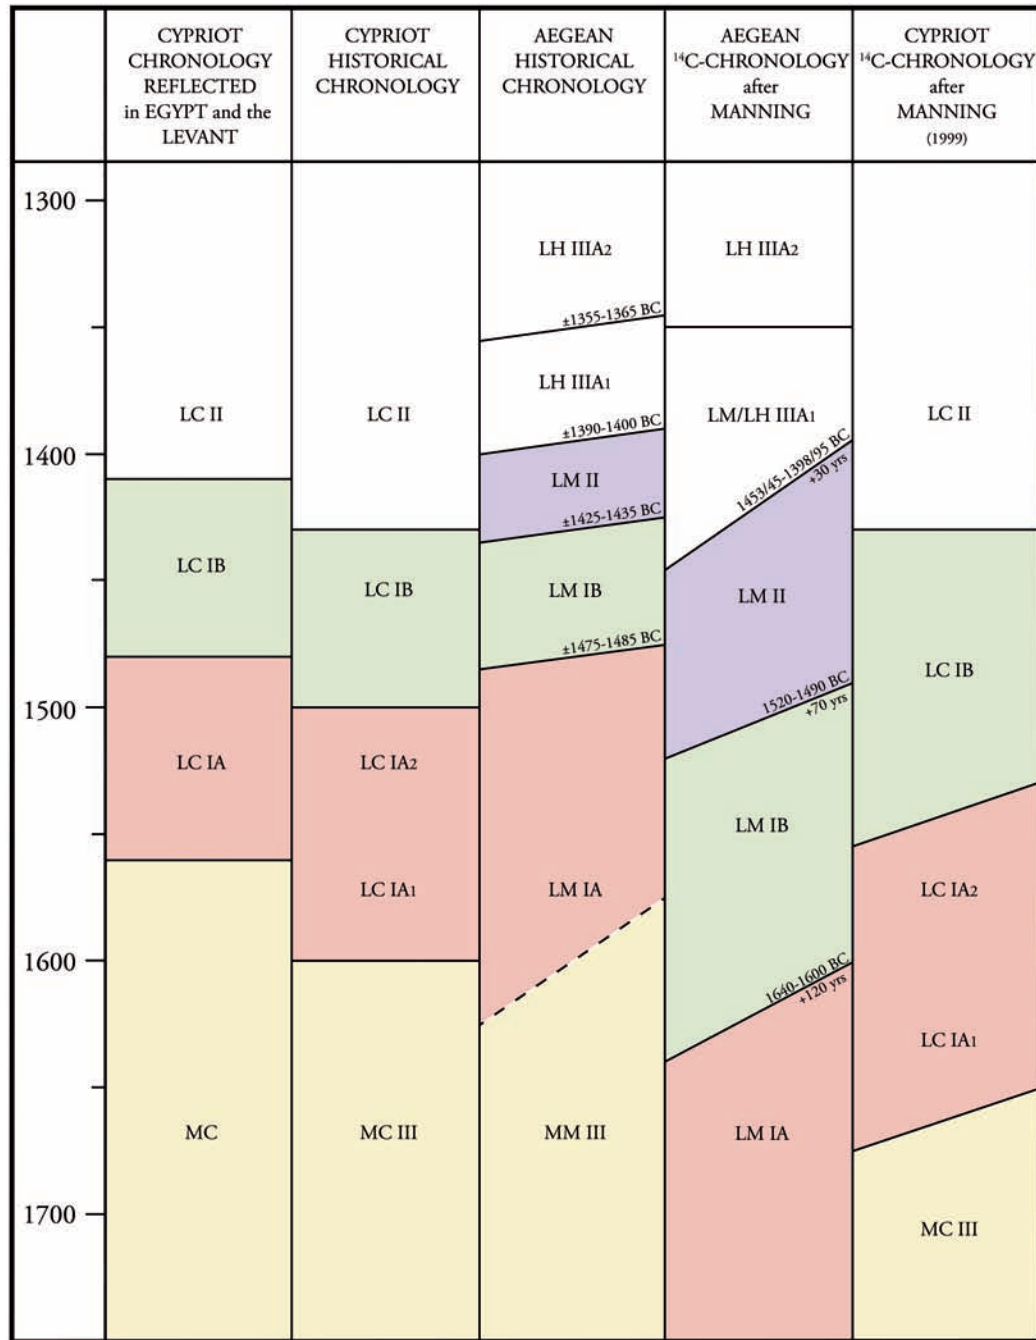 CYPRIOT
CHRONOLOGY
REFLECTED
in EGYPT and the
LEVANT
CYPRIOT
HISTORICAL
CHRONOLOGY
AEGEAN
HISTORICAL
CHRONOLOGY
AEGEAN
¹⁴C-CHRONOLOGY
after
MANNING
CYPRIOT
¹⁴C-CHRONOLOGY
after
MANNING
(1999)
1300
1400
1500
1600
1700
LC II
LC IB
LC IA
MC
LC II
LC IB
LC IA2
LC IA1
MC III
LH IIIA2
±1355-1365 BC
LH IIIA1
±1390-1400 BC
LM II
±1425-1435 BC
LM IB
±1475-1485 BC
LM IA
MM III
LH IIIA2
LM/LH IIIA1
1453/45-1398/95 BC
+30 yrs
LM II
1520-1490 BC
+70 yrs
LM IB
1640-1600 BC
+120 yrs
LM IA
LC II
LC IB
LC IA2
LC IA1
MC III